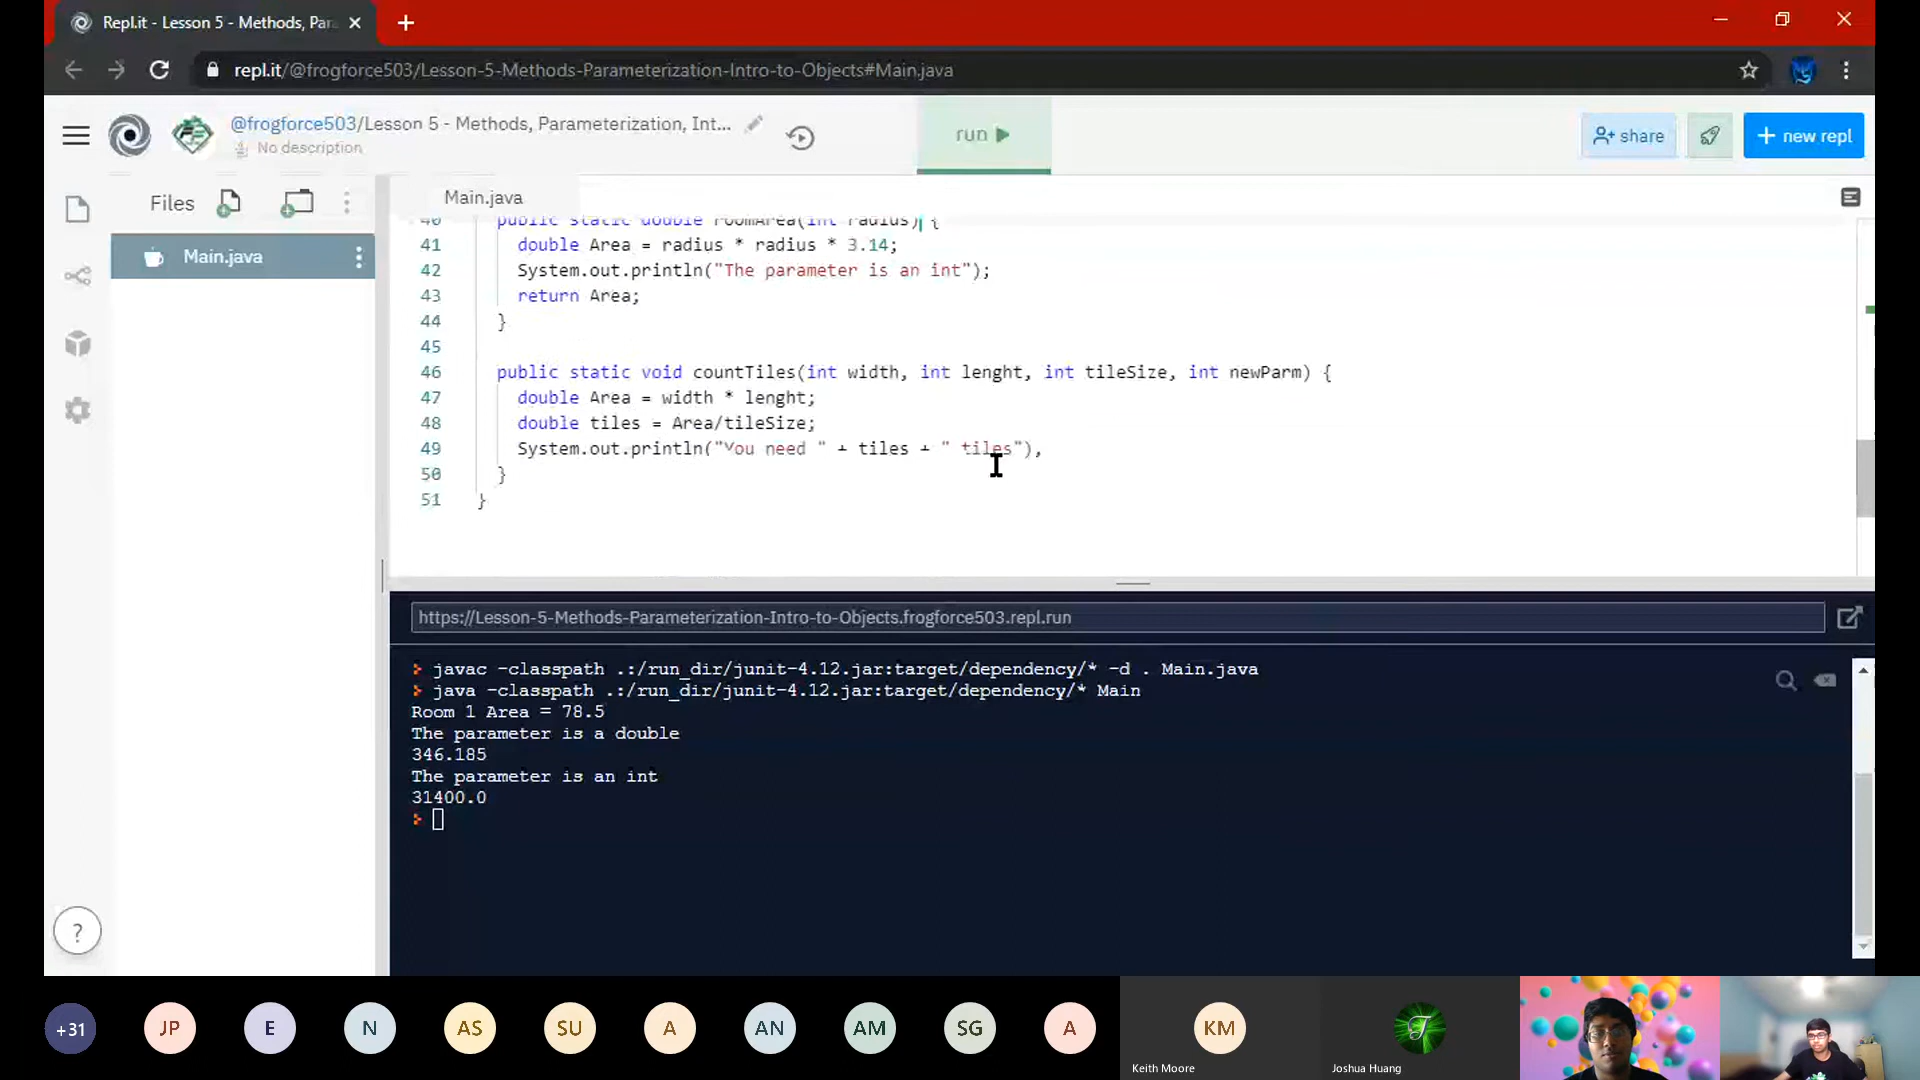 Repl.it - Lesson 5 - Methods, Par
repl.it/@frogforce503/Lesson-5-Methods-Parameterization-Intro-to-Objects#Main.java
@frogforce503/Lesson 5 - Methods, Parameterization, Int...
No description
run
share
+ new repl
Files
Main.java
Main.java
40 public static double roomArea(int radius) {
41 double Area = radius * radius * 3.14;
42 System.out.println("The parameter is an int");
43 return Area;
44 }
45
46 public static void countTiles(int width, int lenght, int tileSize, int newParm) {
47 double Area = width * lenght;
48 double tiles = Area/tileSize;
49 System.out.println("You need " + tiles + " tiles"),
50 }
51 }
https://Lesson-5-Methods-Parameterization-Intro-to-Objects.frogforce503.repl.run
javac -classpath .:/run_dir/junit-4.12.jar:target/dependency/* -d . Main.java
java -classpath .:/run_dir/junit-4.12.jar:target/dependency/* Main
Room 1 Area = 78.5
The parameter is a double
346.185
The parameter is an int
31400.0
?
+31 JP E N AS SU A AN AM SG A KM
Keith Moore Joshua Huang